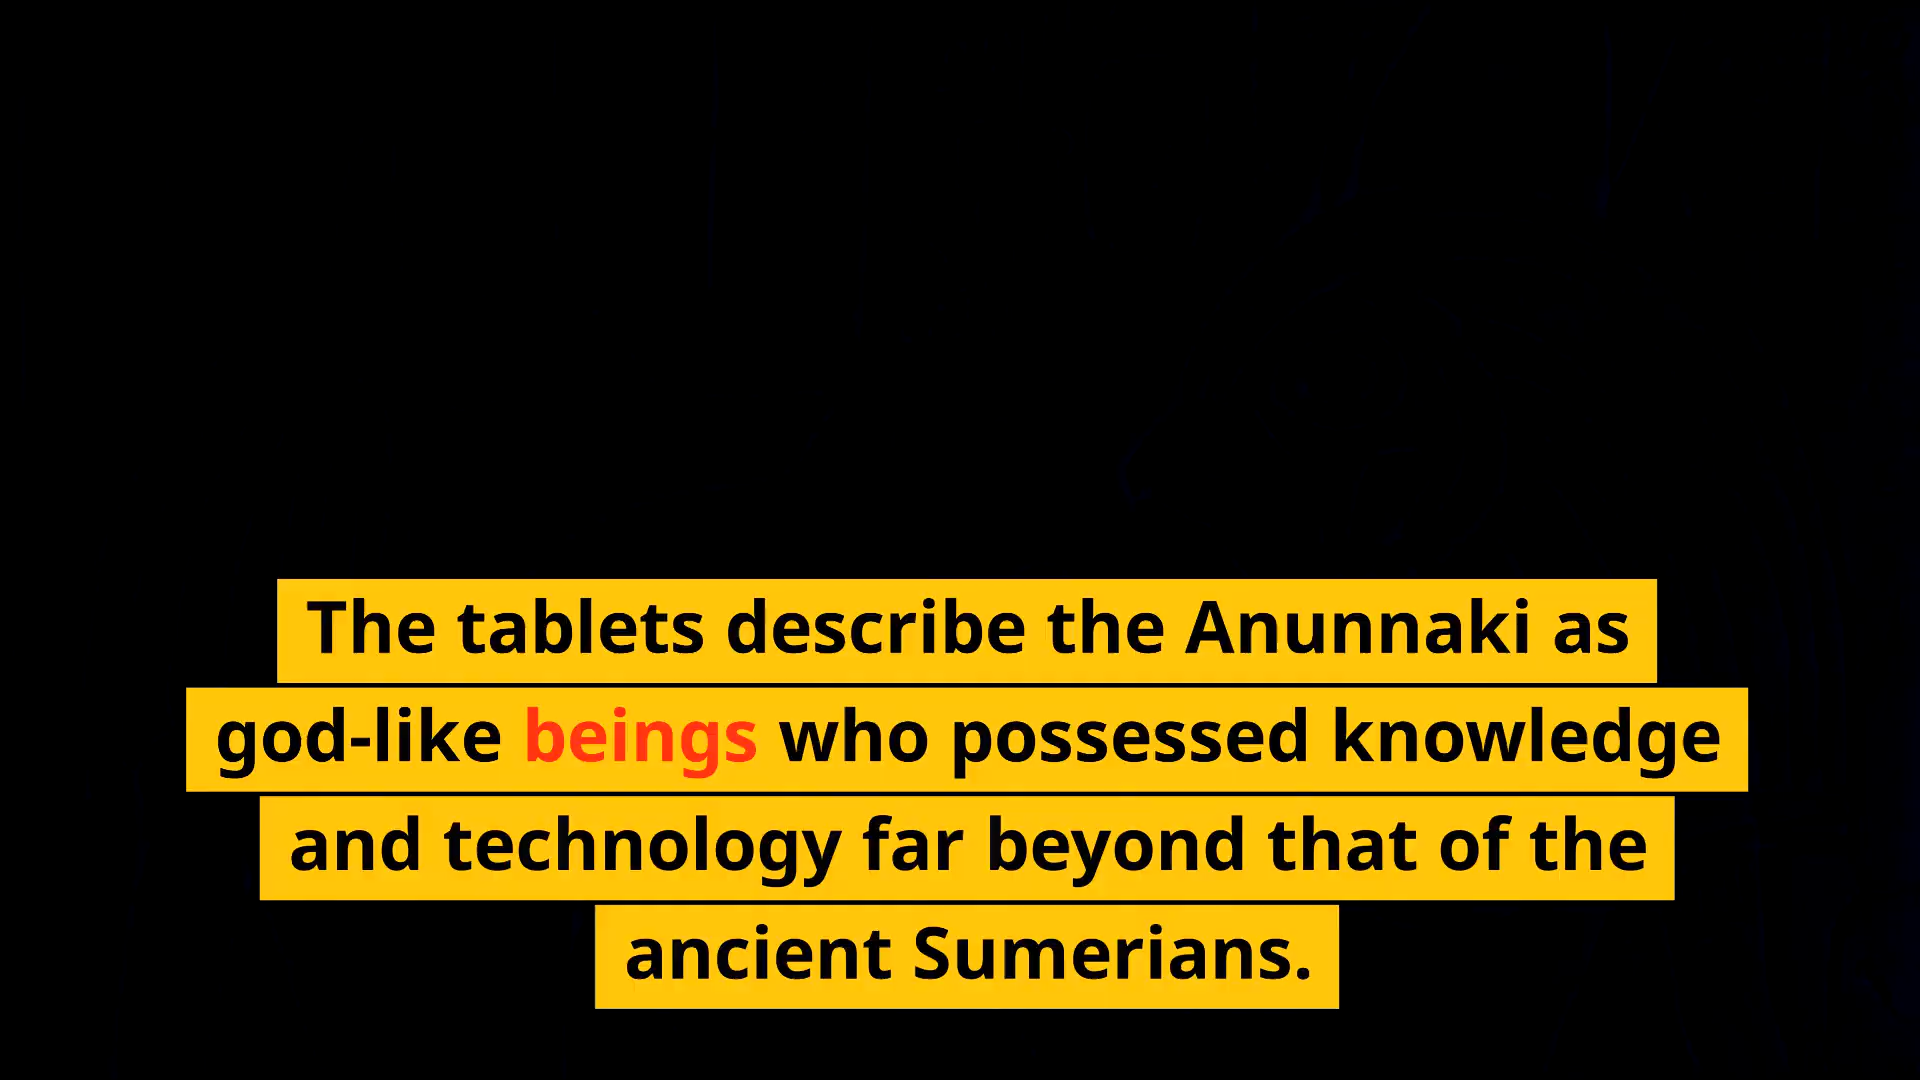 The tablets describe the Anunnaki as
god-like beings who possessed knowledge
and technology far beyond that of the
ancient Sumerians.